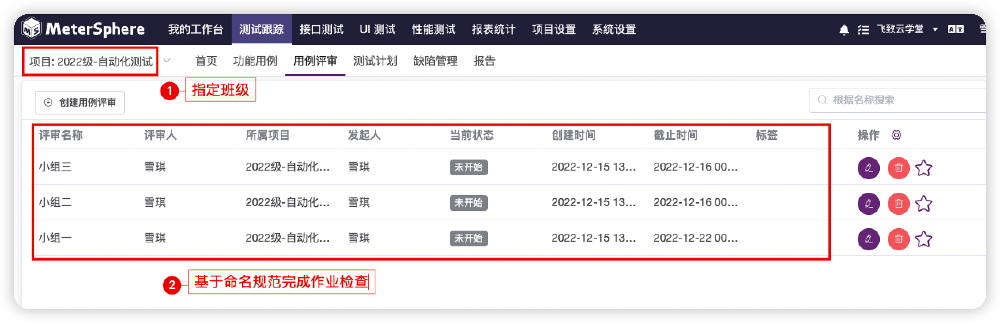 MeterSphere 我的工作台 测试跟踪 接口测试 UI 测试 性能测试 报表统计 项目设置 系统设置 飞致云学堂
项目: 2022级-自动化测试 首页 功能用例 用例评审 测试计划 缺陷管理 报告
1 指定班级
创建用例评审 根据名称搜索
评审名称 评审人 所属项目 发起人 当前状态 创建时间 截止时间 标签 操作
小组三 雪琪 2022级-自动化... 雪琪 未开始 2022-12-15 13... 2022-12-16 00...
小组二 雪琪 2022级-自动化... 雪琪 未开始 2022-12-15 13... 2022-12-16 00...
小组一 雪琪 2022级-自动化... 雪琪 未开始 2022-12-15 13... 2022-12-22 00...
2 基于命名规范完成作业检查